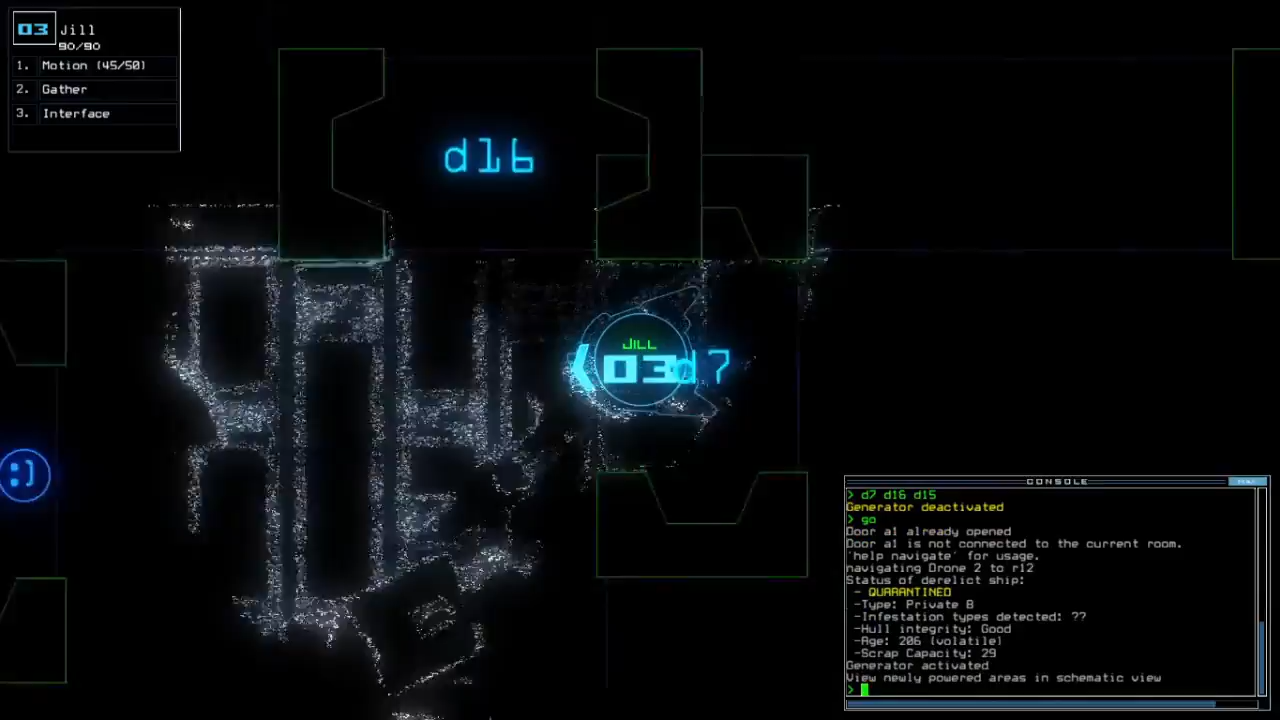 03 Jill
90/90
1. Motion (45/50)
2. Gather
3. Interface
d16
JILL
03
d7
:)
CONSOLE
> d7 d16 d15
Generator deactivated
> go
Door a1 already opened
Door a1 is not connected to the current room.
'help navigate' for usage.
navigating Drone 2 to r12
Status of derelict ship:
- QUARANTINED
-Type: Private B
-Infestation types detected: ??
-Hull integrity: Good
-Age: 206 (volatile)
-Scrap Capacity: 29
Generator activated
View newly powered areas in schematic view
>